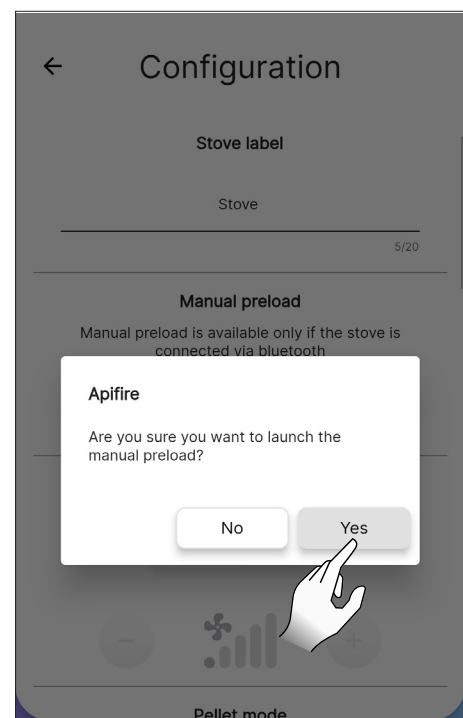 Configuration
Stove label
Stove
5/20
Manual preload
Manual preload is available only if the stove is
connected via bluetooth
Apifire
Are you sure you want to launch the
manual preload?
No
Yes
Pellet mode